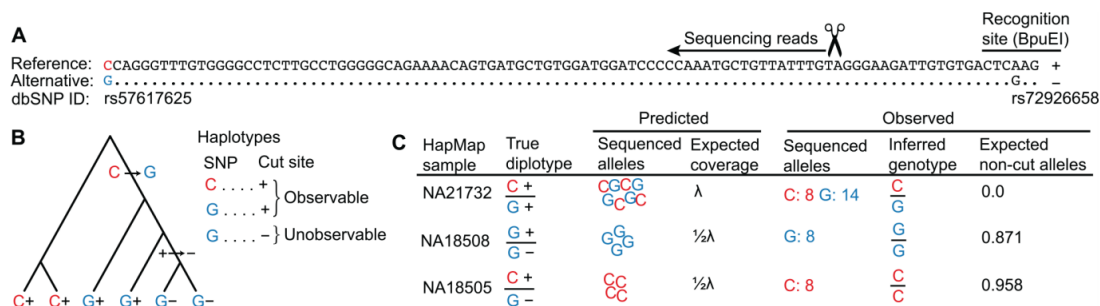 A
Recognition
site (BpuEI)
Sequencing reads
Reference: CCAGGGTTTGTGGGGCCTCTTGCCTGGGGGCAGAAAACAGTGATGCTGTGGATGGATCCCCCAAATGCTGTTATTTGTAGGGAAGATTGTGTGACTCAAG +
Alternative: G...................................................................................................G.. −
dbSNP ID: rs57617625 rs72926658
B
C→G
+→−
C+ C+ G+ G+ G− G−
Haplotypes
SNP Cut site
C .... + } Observable
G .... +
G .... − } Unobservable
C
Predicted Observed
HapMap sample True diplotype Sequenced alleles Expected coverage Sequenced alleles Inferred genotype Expected non-cut alleles
NA21732 C + / G + CGCG GCGC λ C: 8 G: 14 C / G 0.0
NA18508 G + / G − GGGG ½λ G: 8 G / G 0.871
NA18505 C + / G − CCCC ½λ C: 8 C / C 0.958